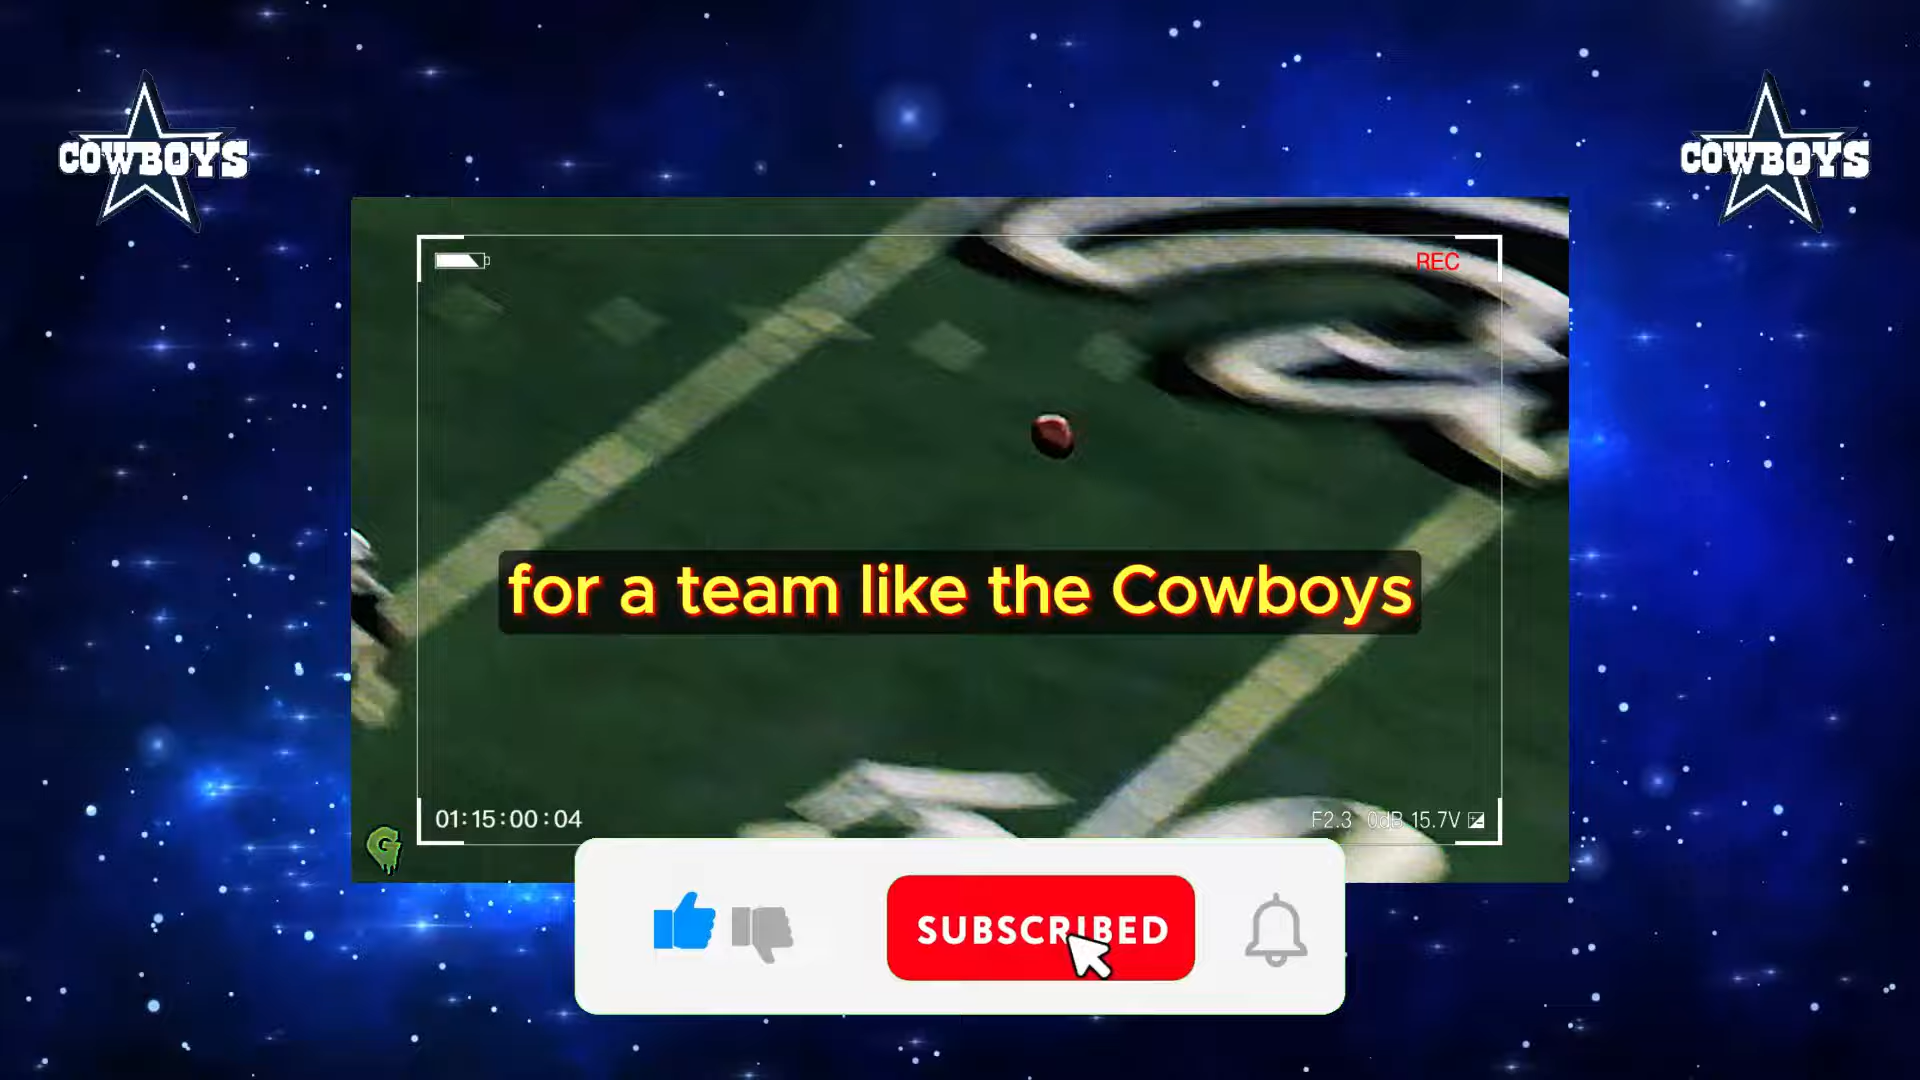 COWBOYS
COWBOYS
REC
for a team like the Cowboys
01:15:00:04
F2.3 0dB 15.7V
G
SUBSCRIBED